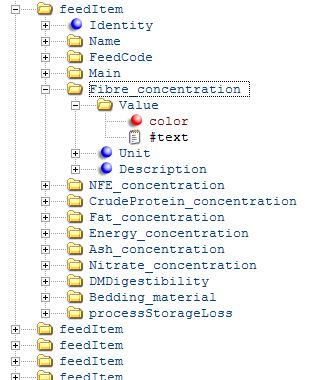 feedItem
Identity
Name
FeedCode
Main
Fibre_concentration
Value
color
#text
Unit
Description
NFE_concentration
CrudeProtein_concentration
Fat_concentration
Energy_concentration
Ash_concentration
Nitrate_concentration
DMDigestibility
Bedding_material
processStorageLoss
feedItem
feedItem
feedItem
feedItem